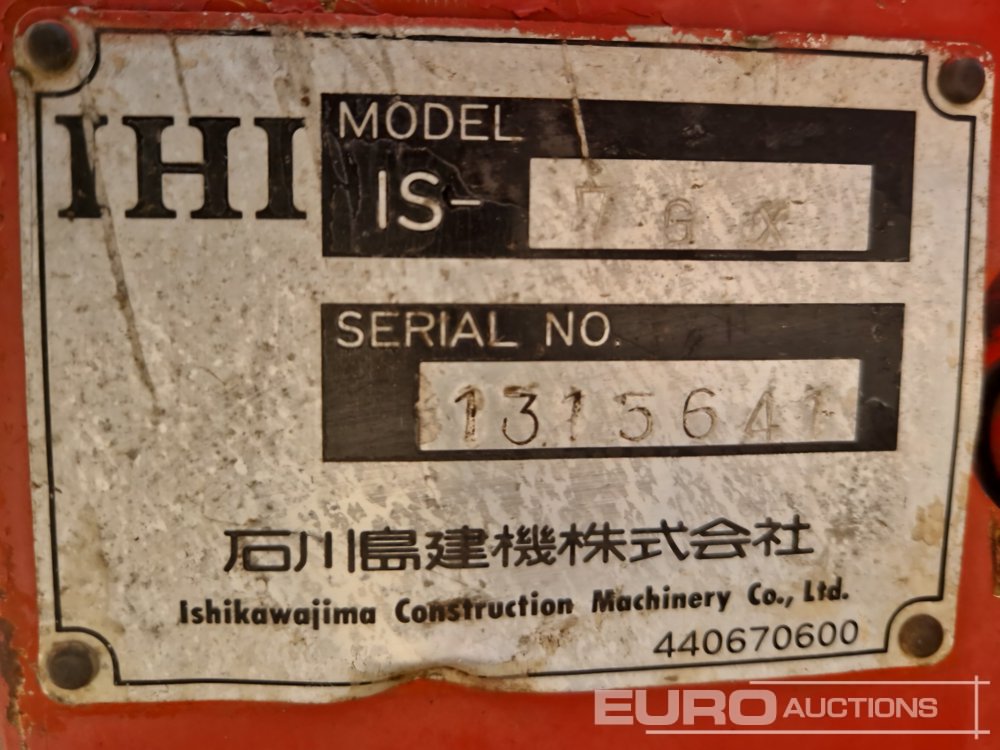 IHI
MODEL
IS- 7GX
SERIAL NO.
1315641
石川島建機株式会社
Ishikawajima Construction Machinery Co., Ltd.
440670600
EURO AUCTIONS